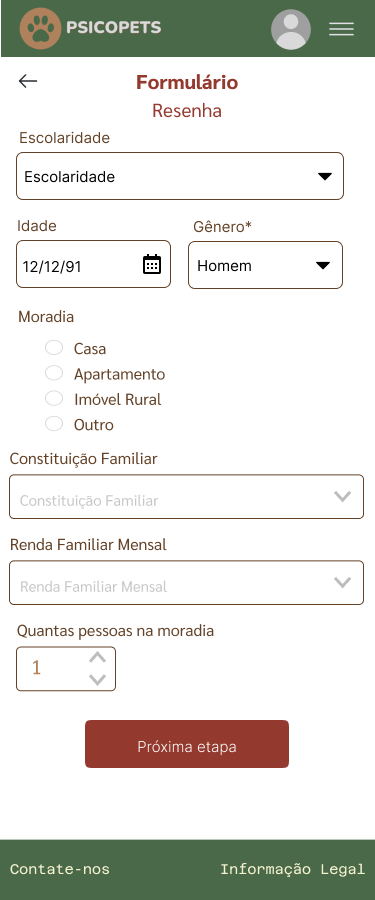 PSICOPETS
Formulário
Resenha
Escolaridade
Escolaridade
Idade
Gênero*
12/12/91
Homem
Moradia
Casa
Apartamento
Imóvel Rural
Outro
Constituição Familiar
Constituição Familiar
Renda Familiar Mensal
Renda Familiar Mensal
Quantas pessoas na moradia
1
Próxima etapa
Contate-nos
Informação Legal